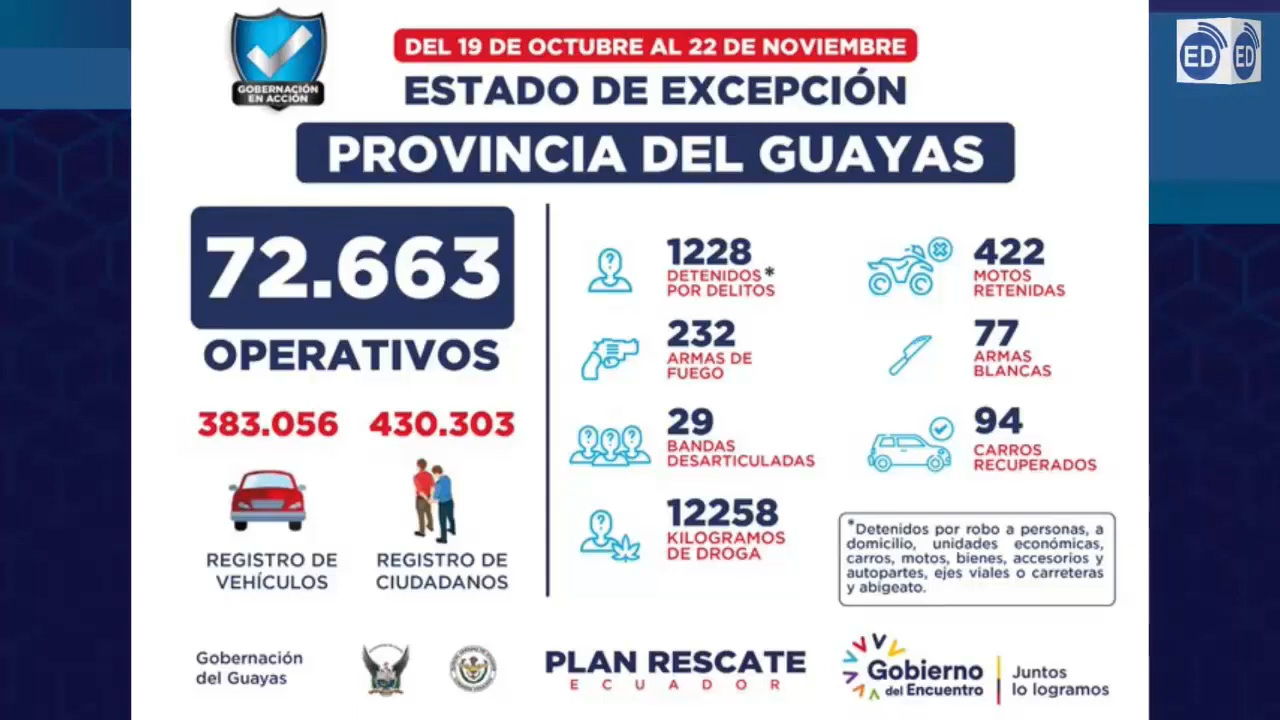 GOBERNACIÓN
EN ACCIÓN
DEL 19 DE OCTUBRE AL 22 DE NOVIEMBRE
ESTADO DE EXCEPCIÓN
PROVINCIA DEL GUAYAS
ED
ED
72.663
OPERATIVOS
383.056
REGISTRO DE
VEHÍCULOS
430.303
REGISTRO DE
CIUDADANOS
1228
DETENIDOS*
POR DELITOS
232
ARMAS DE
FUEGO
29
BANDAS
DESARTICULADAS
12258
KILOGRAMOS
DE DROGA
422
MOTOS
RETENIDAS
77
ARMAS
BLANCAS
94
CARROS
RECUPERADOS
*Detenidos por robo a personas, a
domicilio, unidades económicas,
carros, motos, bienes, accesorios y
autopartes, ejes viales o carreteras
y abigeato.
Gobernación
del Guayas
PLAN RESCATE
ECUADOR
Gobierno
del Encuentro
Juntos
lo logramos